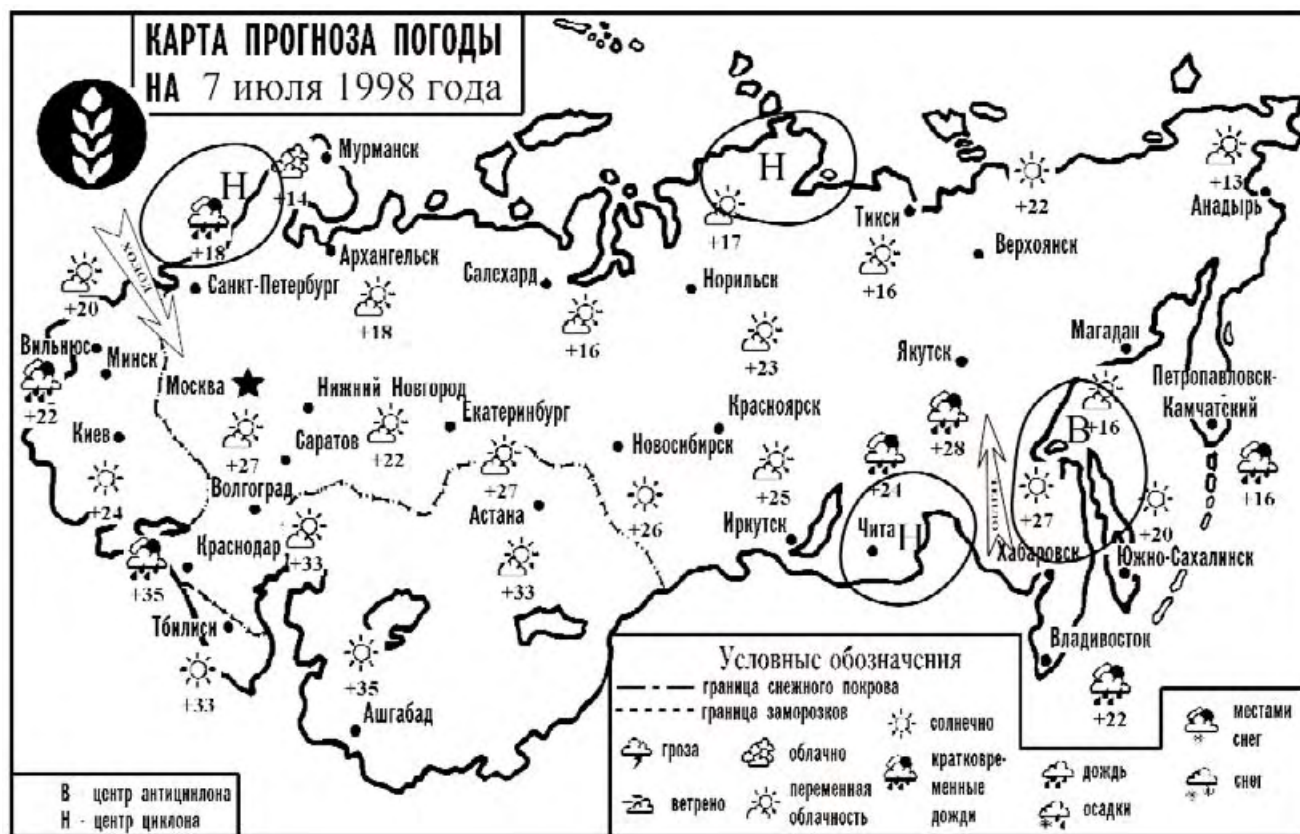 КАРТА ПРОГНОЗА ПОГОДЫ
НА 7 июля 1998 года
Мурманск
Н
Н
+14
+13
+22
Анадырь
+17
Тикси
+18
ХОЛОД
Архангельск
Верхоянск
Салехард
+20
Санкт-Петербург
Норильск
+16
+18
Магадан
+16
Вильнюс
Минск
Якутск
+23
Петропавловск-
Камчатский
Москва
Нижний Новгород
Екатеринбург
Красноярск
+22
+16
В
Киев
Саратов
Новосибирск
+28
+27
+22
+16
+27
+25
+24
Волгоград
+24
Астана
+26
+27
+20
Иркутск
Чита
Н
Краснодар
+33
Хабаровск
Южно-Сахалинск
+35
+33
Тбилиси
Владивосток
+33
+35
+22
Ашгабад
Условные обозначения
граница снежного покрова
граница заморозков
гроза
облачно
солнечно
ветрено
переменная
облачность
кратковре-
менные
дожди
дождь
осадки
местами
снег
снег
В - центр антициклона
Н - центр циклона